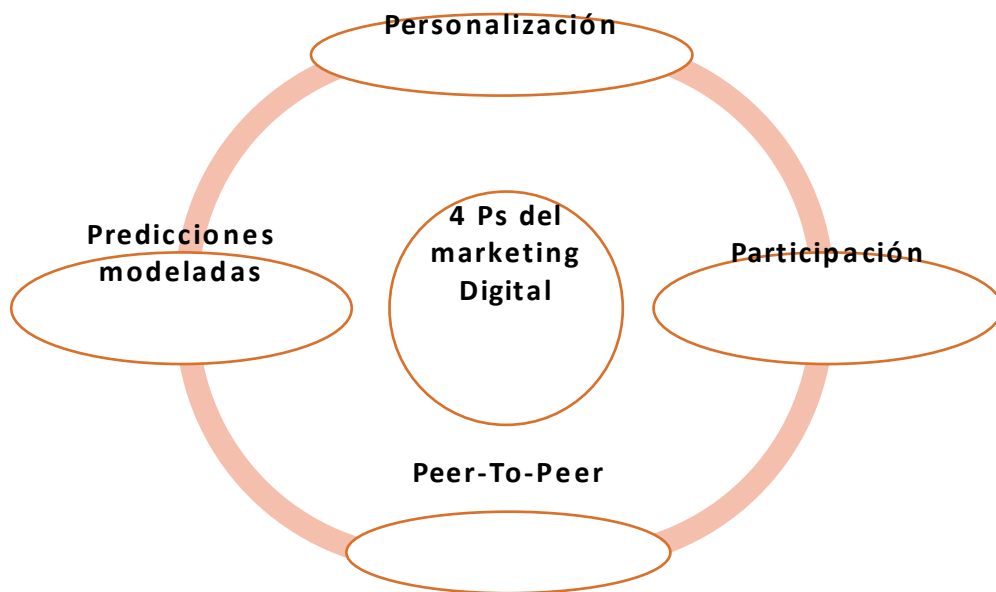 Personalización
4 Ps del
marketing
Digital
Predicciones
modeladas
Participación
Peer-To-Peer